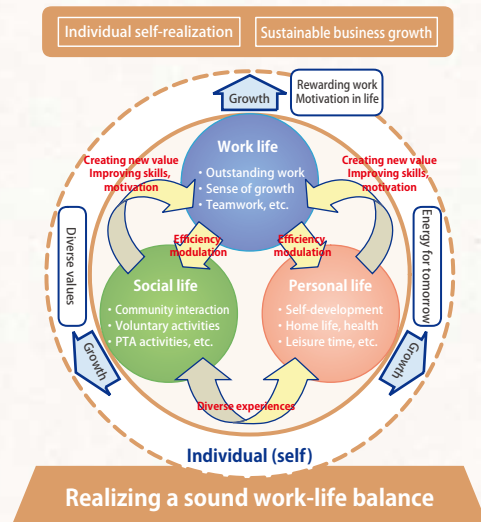 Individual self-realization
Sustainable business growth
Growth
Rewarding work
Motivation in life
Work life
• Outstanding work
• Sense of growth
• Teamwork, etc.
Creating new value
Improving skills,
motivation
Creating new value
Improving skills,
motivation
Efficiency,
modulation
Efficiency,
modulation
Diverse values
Energy for tomorrow
Social life
• Community interaction
• Voluntary activities
• PTA activities, etc.
Personal life
• Self-development
• Home life, health
• Leisure time, etc.
Growth
Growth
Diverse experiences
Individual (self)
Realizing a sound work-life balance